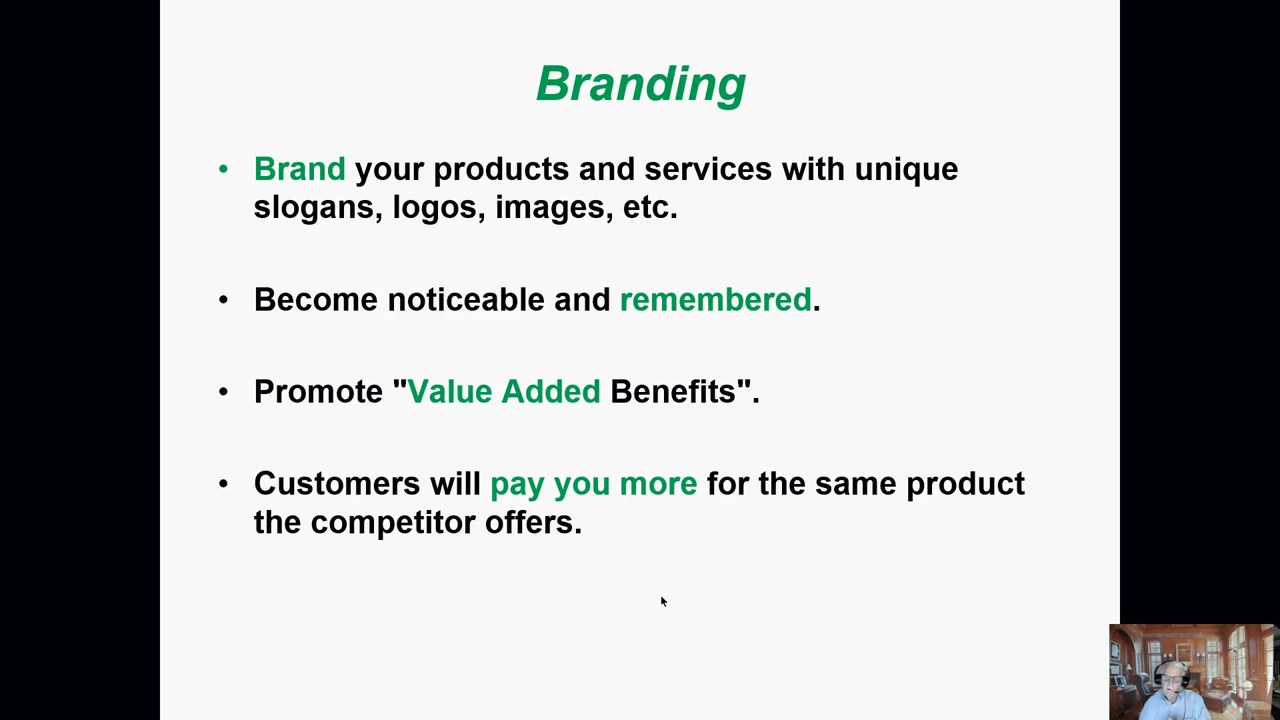 Branding
• Brand your products and services with unique
slogans, logos, images, etc.
• Become noticeable and remembered.
• Promote "Value Added Benefits".
• Customers will pay you more for the same product
the competitor offers.